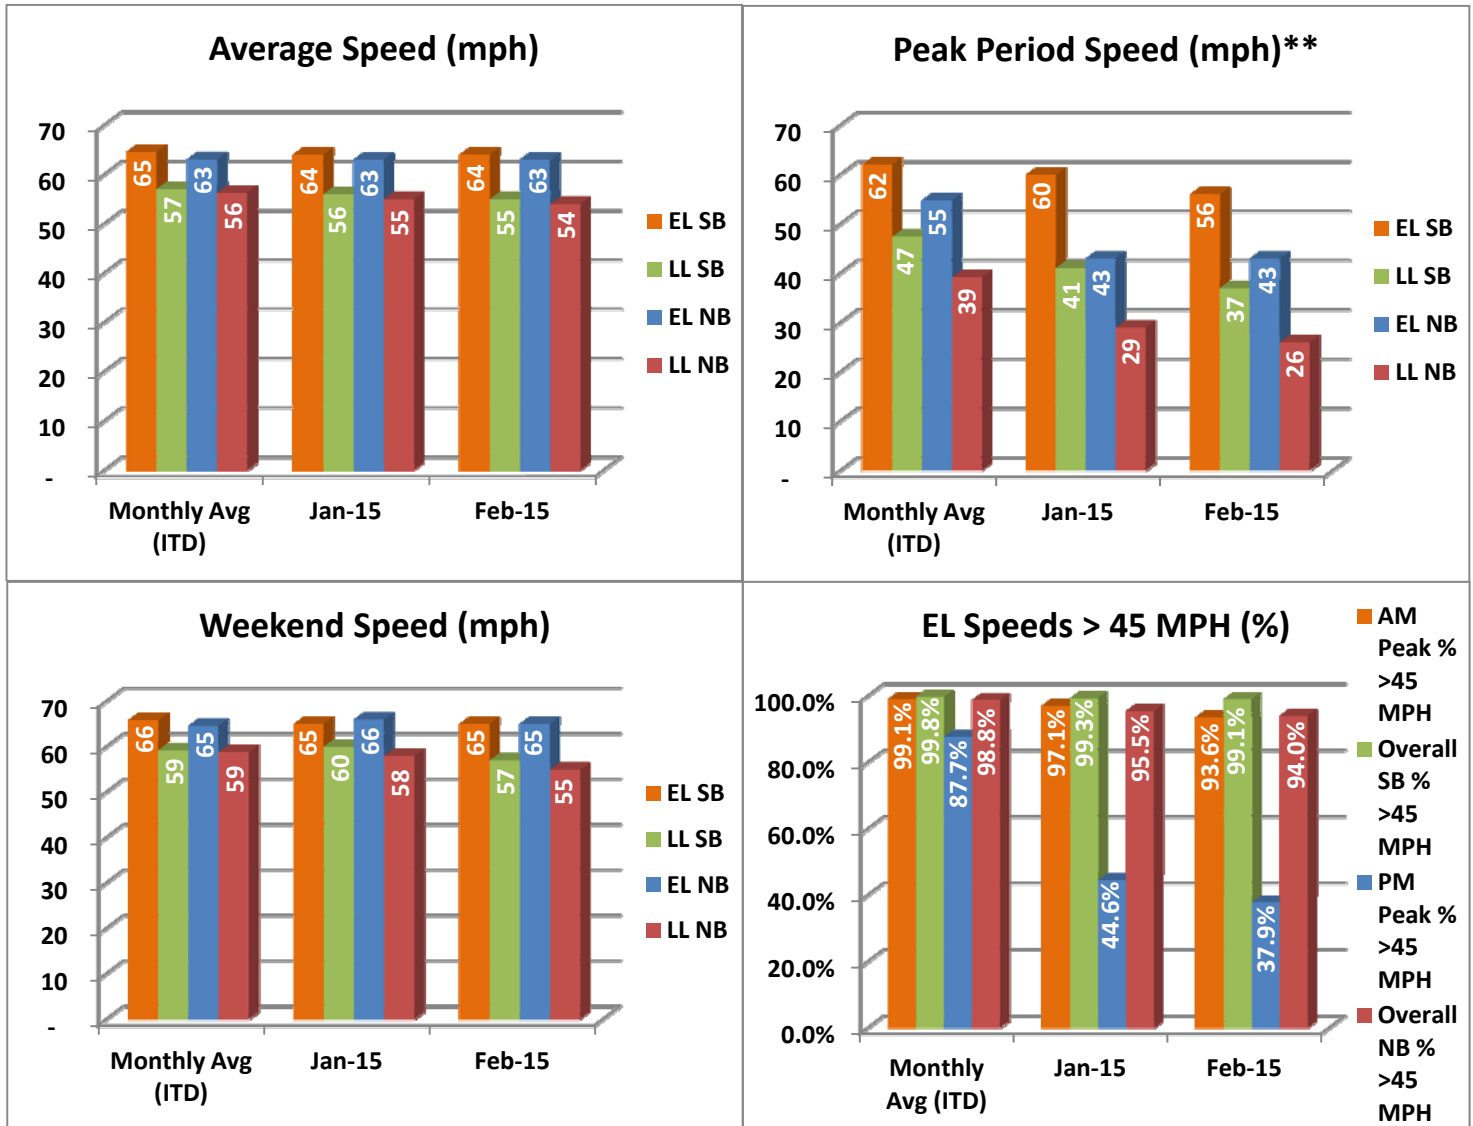 Average Speed (mph)
70
60
50
40
30
20
10
-
65
57
63
56
64
56
63
55
64
55
63
54
Monthly Avg
(ITD)
Jan-15
Feb-15
EL SB
LL SB
EL NB
LL NB
Peak Period Speed (mph)**
70
60
50
40
30
20
10
-
62
47
55
39
60
41
43
29
56
37
43
26
Monthly Avg
(ITD)
Jan-15
Feb-15
EL SB
LL SB
EL NB
LL NB
Weekend Speed (mph)
70
60
50
40
30
20
10
-
66
59
65
59
65
60
66
58
65
57
65
55
Monthly Avg
(ITD)
Jan-15
Feb-15
EL SB
LL SB
EL NB
LL NB
EL Speeds > 45 MPH (%)
100.0%
80.0%
60.0%
40.0%
20.0%
0.0%
99.1%
99.8%
87.7%
98.8%
97.1%
99.3%
44.6%
95.5%
93.6%
99.1%
37.9%
94.0%
Monthly
Avg (ITD)
Jan-15
Feb-15
AM
Peak %
>45
MPH
Overall
SB %
>45
MPH
PM
Peak %
>45
MPH
Overall
NB %
>45
MPH